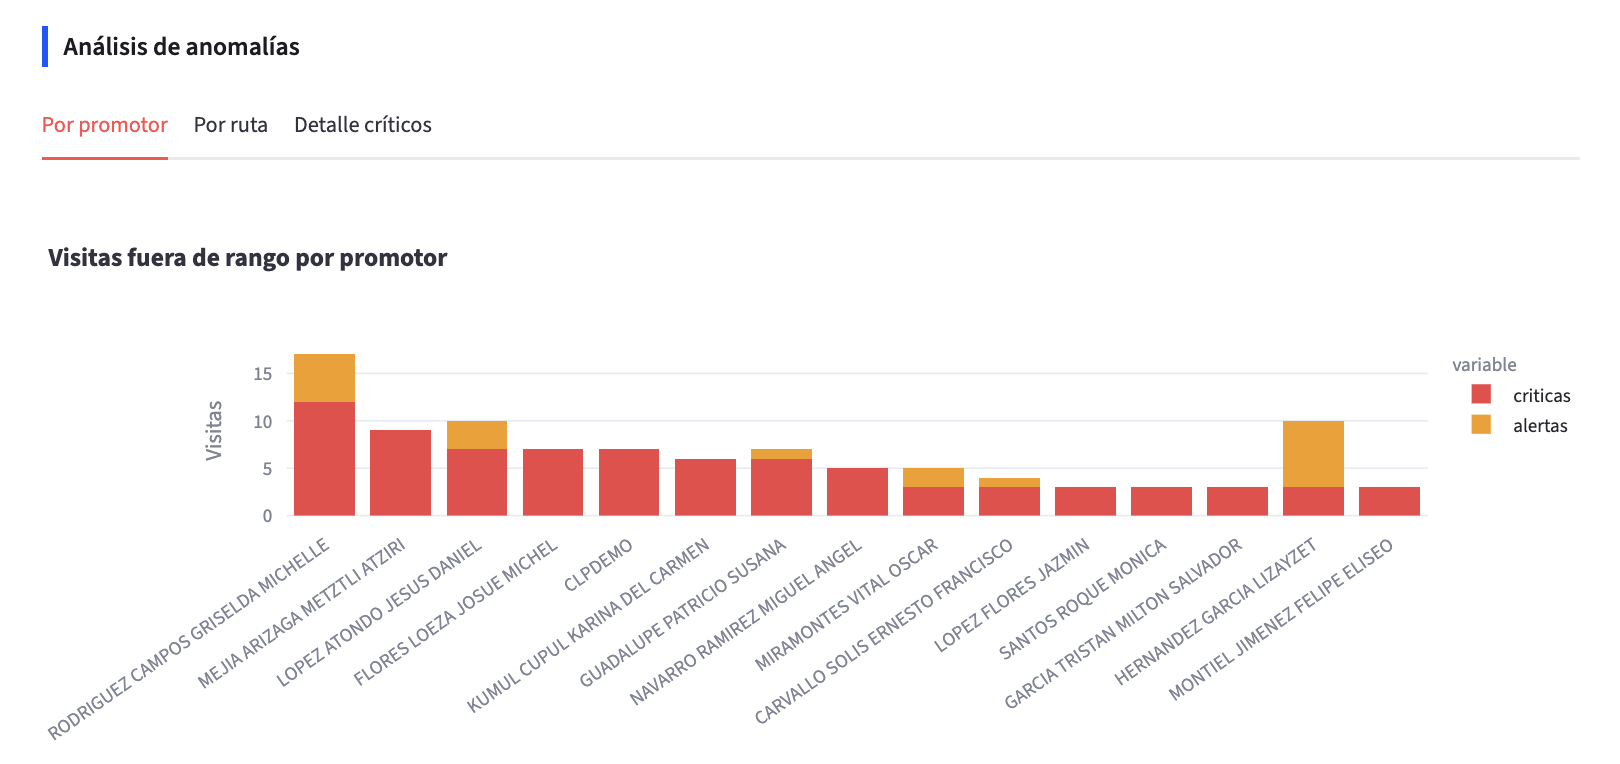 Análisis de anomalías
Por promotor
Por ruta
Detalle críticos
Visitas fuera de rango por promotor
Visitas
15
10
5
0
variable
criticas
alertas
RODRIGUEZ CAMPOS GRISELDA MICHELLE
MEJIA ARIZAGA METZTLI ATZIRI
LOPEZ ATONDO JESUS DANIEL
FLORES LOEZA JOSUE MICHEL
CLPDEMO
KUMUL CUPUL KARINA DEL CARMEN
GUADALUPE PATRICIO SUSANA
NAVARRO RAMIREZ MIGUEL ANGEL
MIRAMONTES VITAL OSCAR
CARVALLO SOLIS ERNESTO FRANCISCO
LOPEZ FLORES JAZMIN
SANTOS ROQUE MONICA
GARCIA TRISTAN MILTON SALVADOR
HERNANDEZ GARCIA LIZAYZET
MONTIEL JIMENEZ FELIPE ELISEO